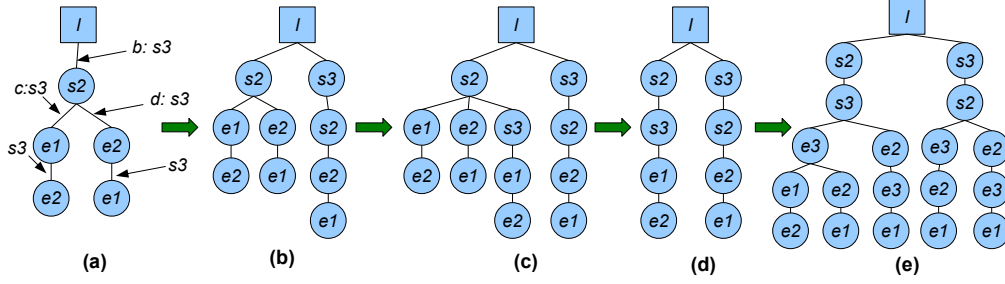 I I I I I
b: s3
s2 s2 s3 s2 s3 s2 s3 s2 s3
c:s3 d: s3
s3 s2
e1 e2 s3 s2 s3 s2
e1 e2 e1 e2 s2 e3 e2 e3 e2
s3 s3
e2 e1 e2 e1 e2 e2 e1 e1 e2 e1 e2
e1 e2 e3 e2 e3
e1 e2 e1 e2 e1
e2 e1 e1 e1 e1
(a) (b) (c) (d) (e)